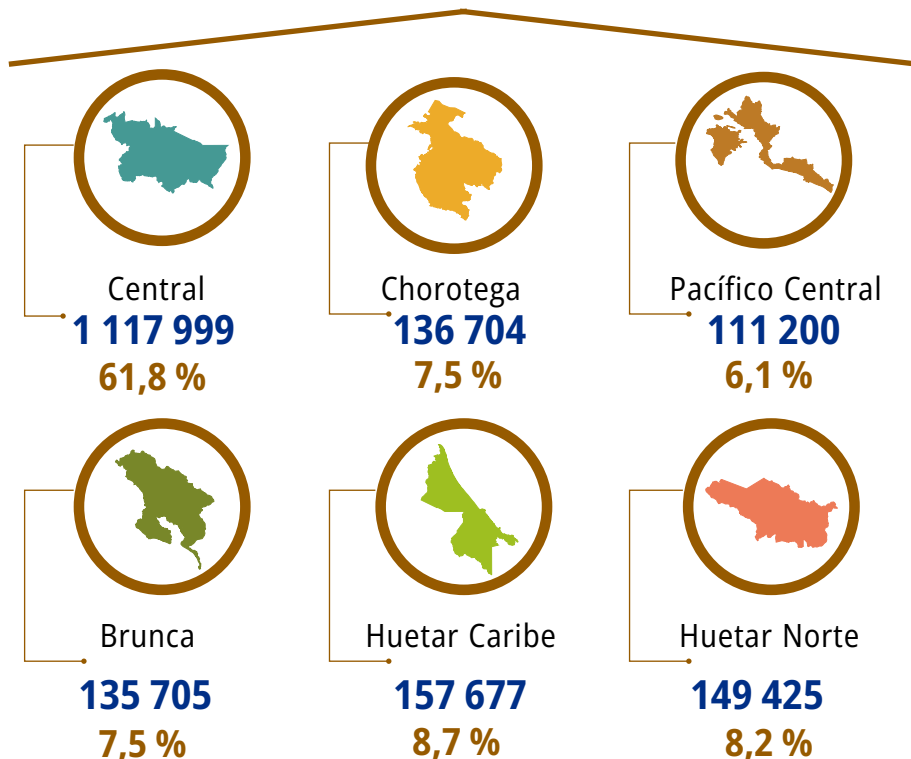 Central
1 117 999
61,8 %
Chorotega
136 704
7,5 %
Pacífico Central
111 200
6,1 %
Brunca
135 705
7,5 %
Huetar Caribe
157 677
8,7 %
Huetar Norte
149 425
8,2 %